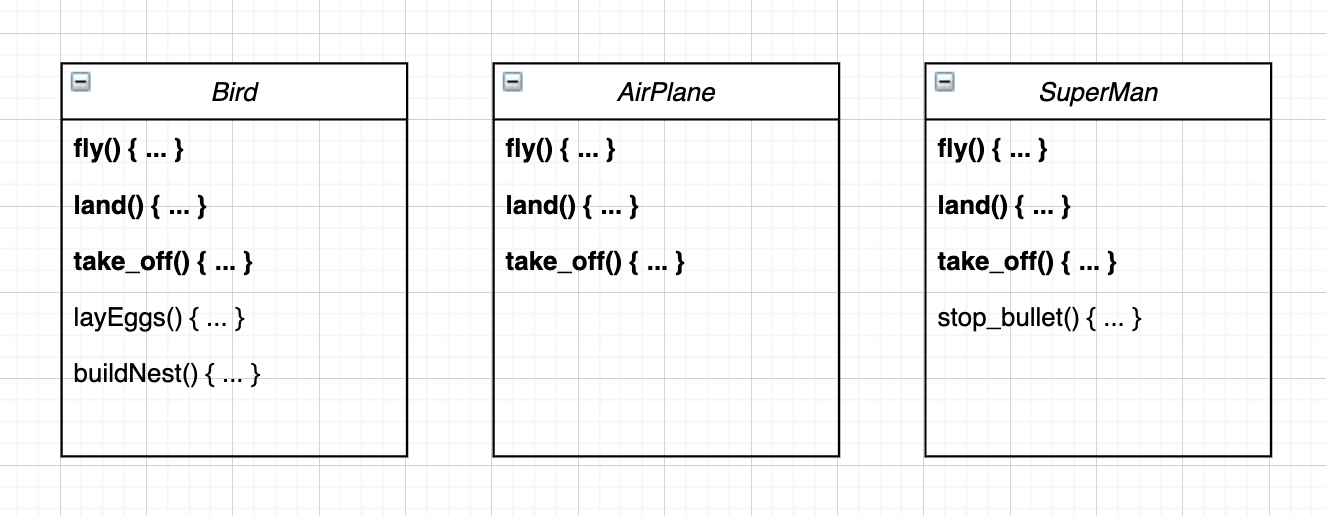 Bird
fly() { ... }
land() { ... }
take_off() { ... }
layEggs() { ... }
buildNest() { ... }
AirPlane
fly() { ... }
land() { ... }
take_off() { ... }
SuperMan
fly() { ... }
land() { ... }
take_off() { ... }
stop_bullet() { ... }